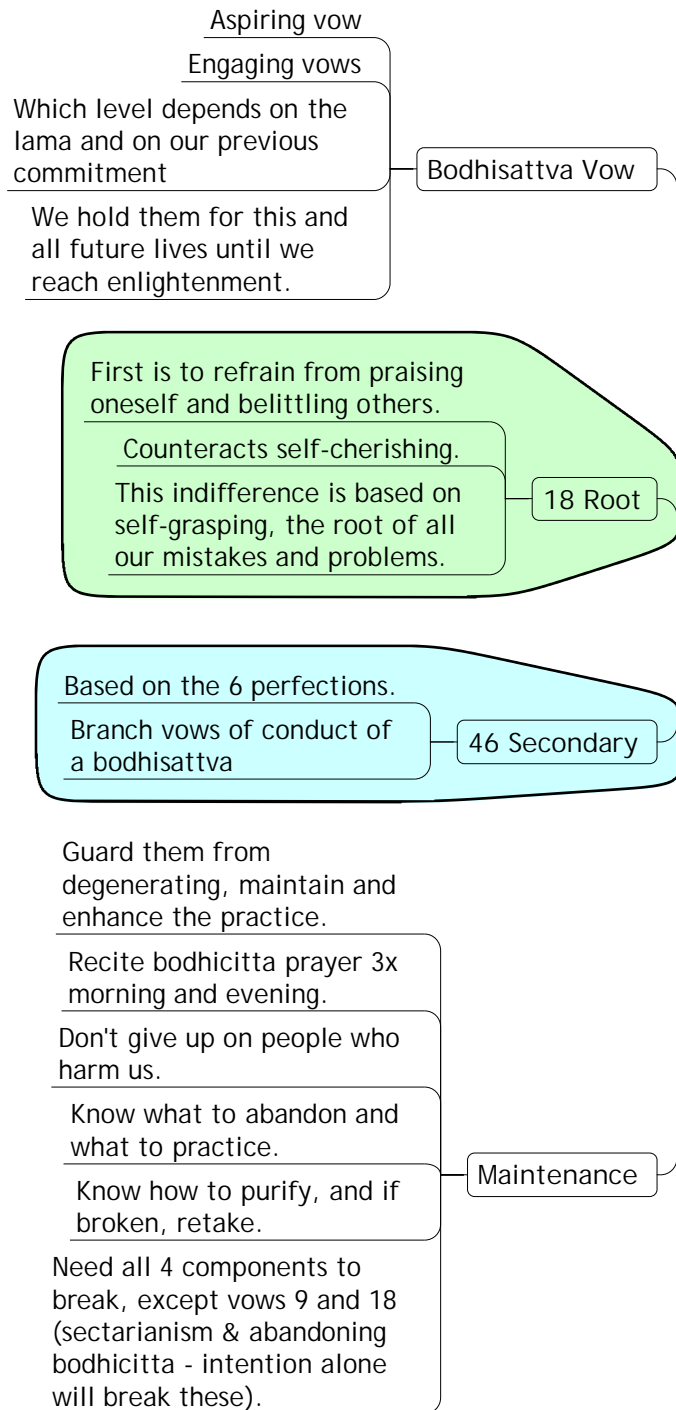 Aspiring vow
Engaging vows
Which level depends on the
lama and on our previous
commitment
We hold them for this and
all future lives until we
reach enlightenment.
Bodhisattva Vow
First is to refrain from praising
oneself and belittling others.
Counteracts self-cherishing.
This indifference is based on
self-grasping, the root of all
our mistakes and problems.
18 Root
Based on the 6 perfections.
Branch vows of conduct of
a bodhisattva
46 Secondary
Guard them from
degenerating, maintain and
enhance the practice.
Recite bodhicitta prayer 3x
morning and evening.
Don't give up on people who
harm us.
Know what to abandon and
what to practice.
Know how to purify, and if
broken, retake.
Need all 4 components to
break, except vows 9 and 18
(sectarianism & abandoning
bodhicitta - intention alone
will break these).
Maintenance